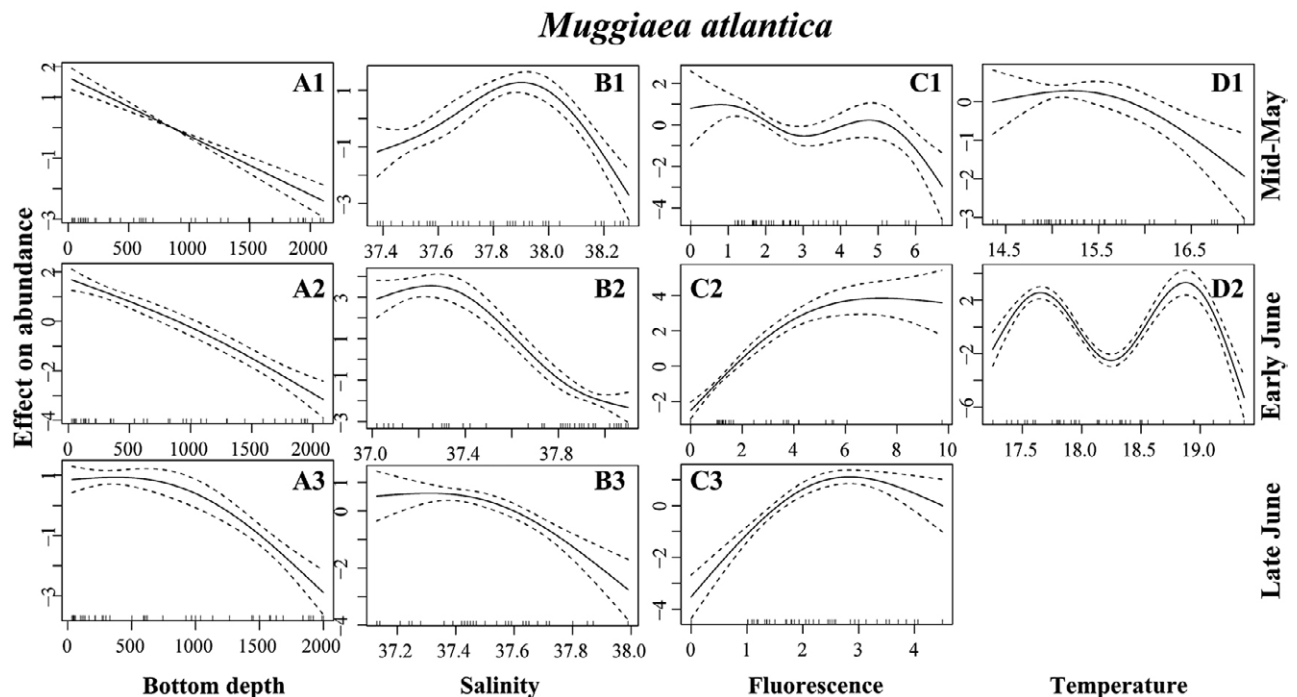 Muggiaea atlantica
Effect on abundance
A1
2 1 -1 -3
0 500 1000 1500 2000
B1
1 -1 -3
37.4 37.6 37.8 38.0 38.2
C1
4 2 0 -2 -4
0 1 2 3 4 5 6
D1
0 -1 -2 -3
14.5 15.5 16.5
Mid-May
A2
2 1 0 -2 -4
0 500 1000 1500 2000
B2
3 1 -1 -3
37.0 37.4 37.8
C2
4 2 0 -2
0 2 4 6 8 10
D2
2 -2 -6
17.5 18.0 18.5 19.0
Early June
A3
1 -1 -3
0 500 1000 1500 2000
B3
0 -2 -4
37.2 37.4 37.6 37.8 38.0
C3
0 -2 -4
0 1 2 3 4
Late June
Bottom depth
Salinity
Fluorescence
Temperature